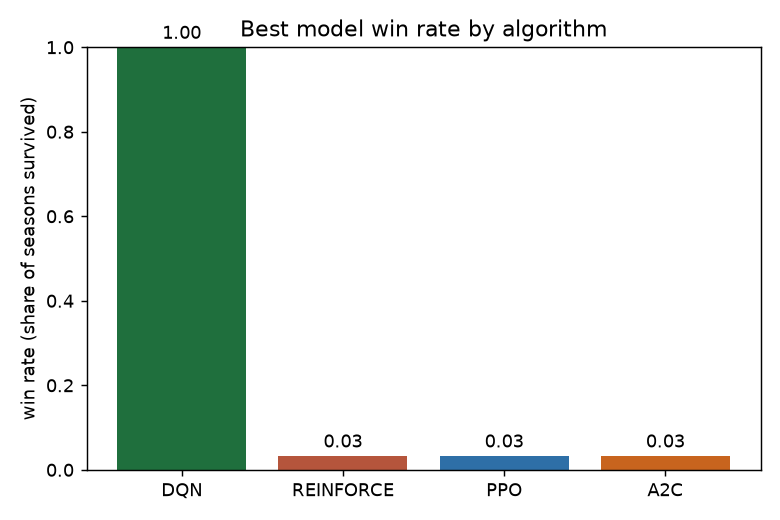 Best model win rate by algorithm
1.00
1.0
0.8
0.6
0.4
0.2
0.0
win rate (share of seasons survived)
0.03
0.03
0.03
DQN
REINFORCE
PPO
A2C